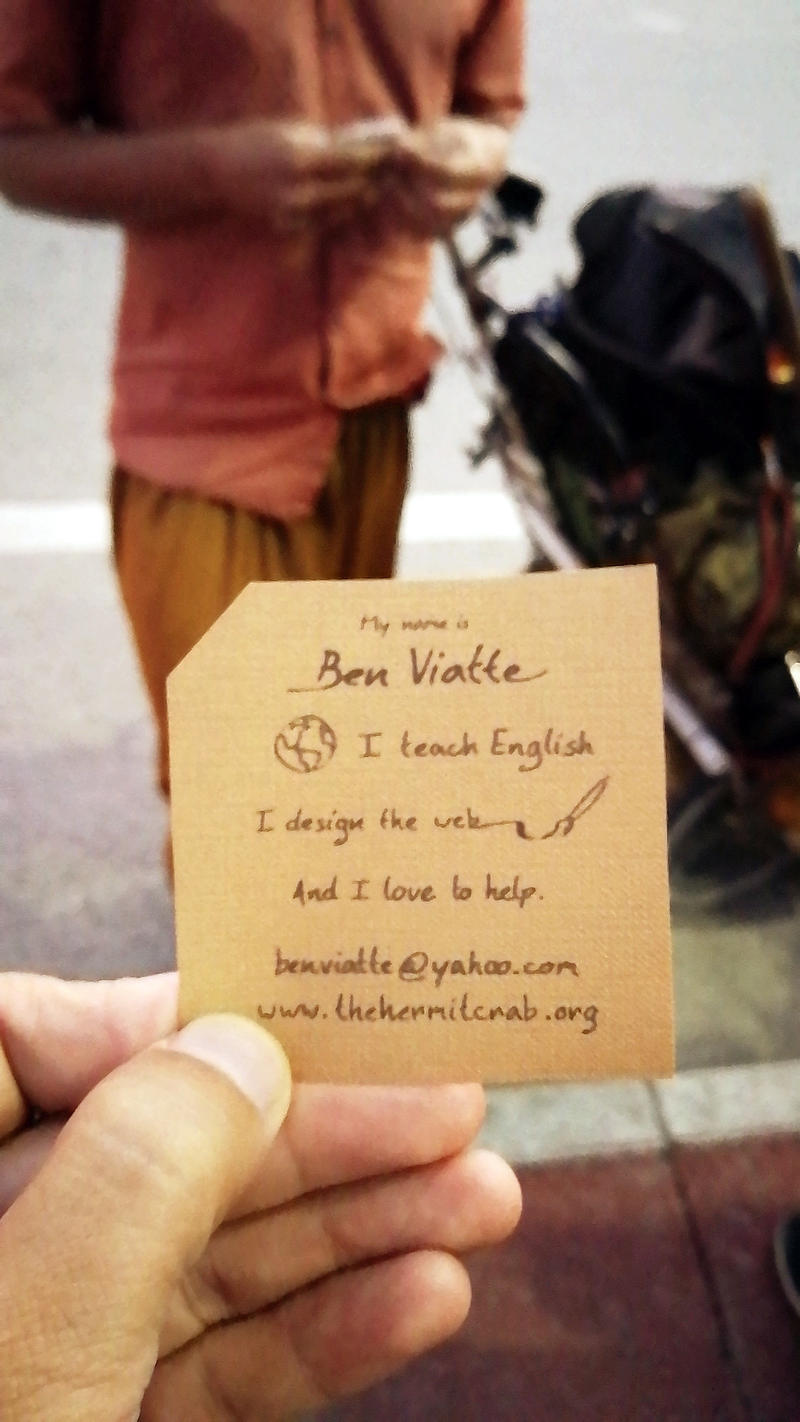 My name is
Ben Viatte
I teach English
I design the web
And I love to help.
benviatte@yahoo.com
www.thehermitcrab.org